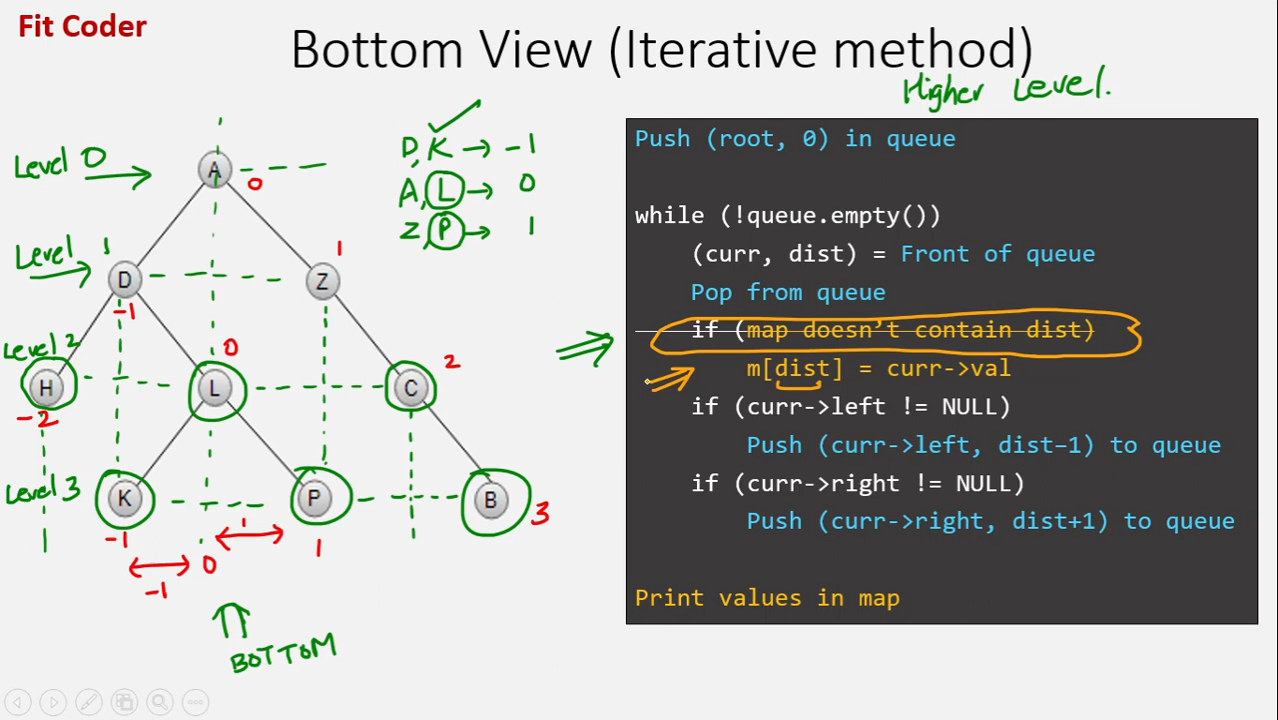 Fit Coder
Bottom View (Iterative method)
Higher Level.
Level 0
A
0
D, K → -1
A, L → 0
Z, P → 1
Level 1
D
-1
Z
1
Level 2
H
-2
L
0
C
2
Level 3
K
-1
P
1
B
3
1
0
-1
BOTTOM
Push (root, 0) in queue
while (!queue.empty())
(curr, dist) = Front of queue
Pop from queue
if (map doesn't contain dist)
m[dist] = curr->val
if (curr->left != NULL)
Push (curr->left, dist–1) to queue
if (curr->right != NULL)
Push (curr->right, dist+1) to queue
Print values in map